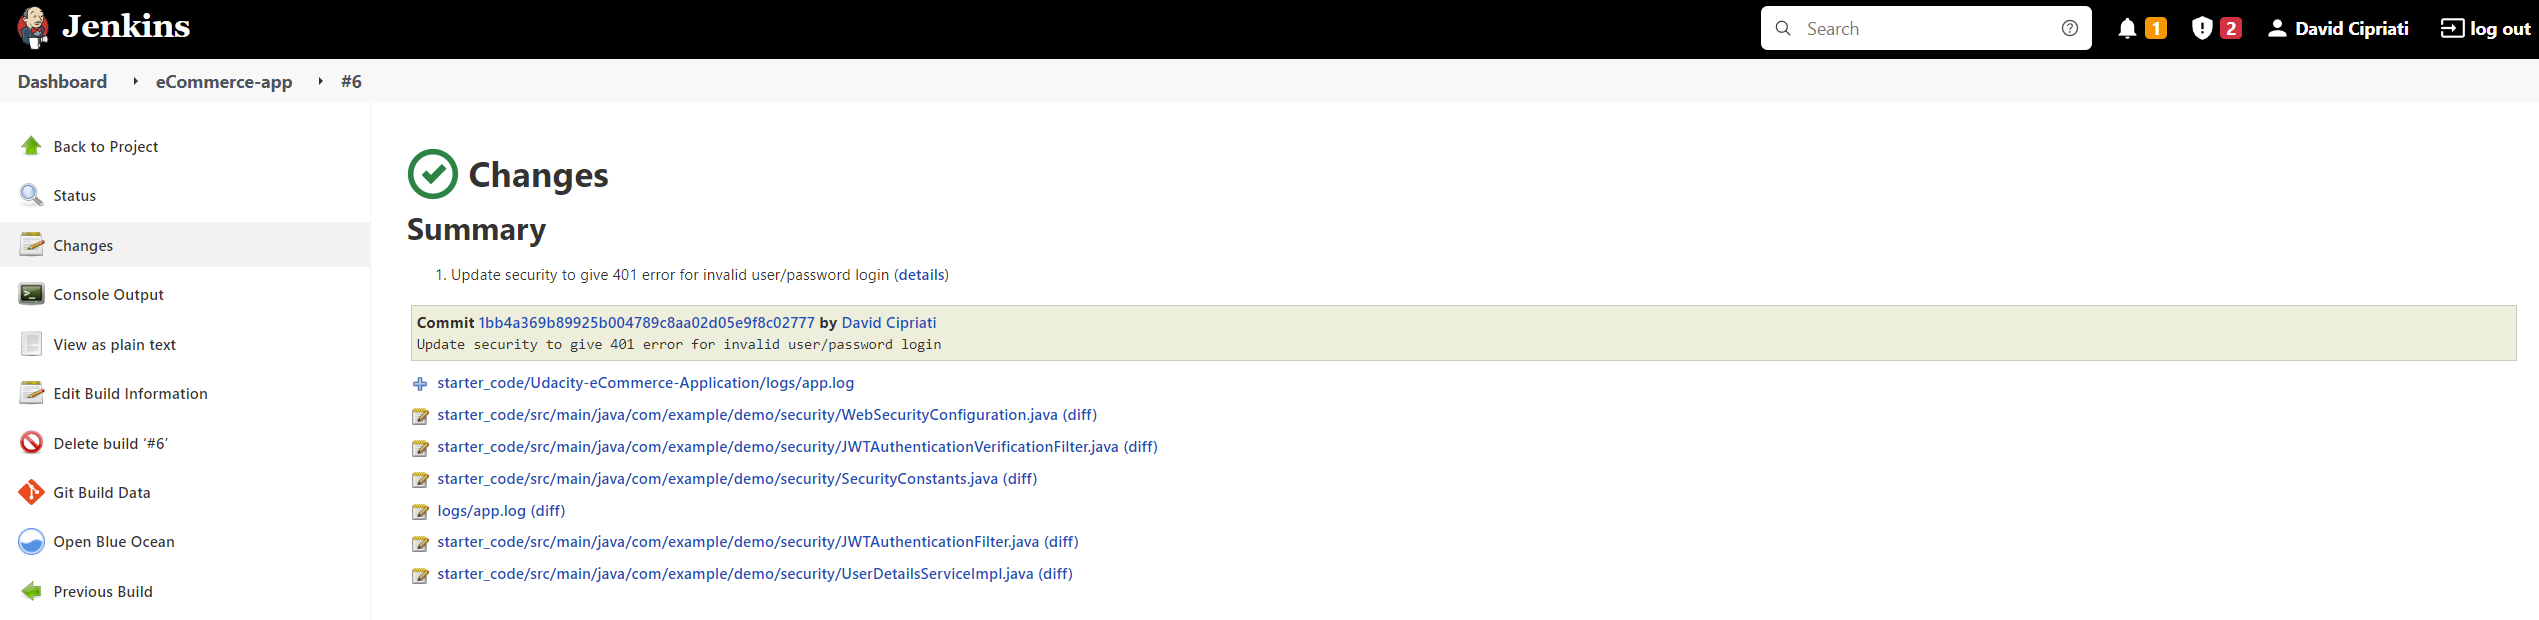 Jenkins
Search
1
2
David Cipriati
log out
Dashboard
eCommerce-app
#6
Back to Project
Status
Changes
Console Output
View as plain text
Edit Build Information
Delete build ‘#6’
Git Build Data
Open Blue Ocean
Previous Build
Changes
Summary
1. Update security to give 401 error for invalid user/password login (details)
Commit 1bb4a369b89925b004789c8aa02d05e9f8c02777 by David Cipriati
Update security to give 401 error for invalid user/password login
starter_code/Udacity-eCommerce-Application/logs/app.log
starter_code/src/main/java/com/example/demo/security/WebSecurityConfiguration.java (diff)
starter_code/src/main/java/com/example/demo/security/JWTAuthenticationVerificationFilter.java (diff)
starter_code/src/main/java/com/example/demo/security/SecurityConstants.java (diff)
logs/app.log (diff)
starter_code/src/main/java/com/example/demo/security/JWTAuthenticationFilter.java (diff)
starter_code/src/main/java/com/example/demo/security/UserDetailsServiceImpl.java (diff)